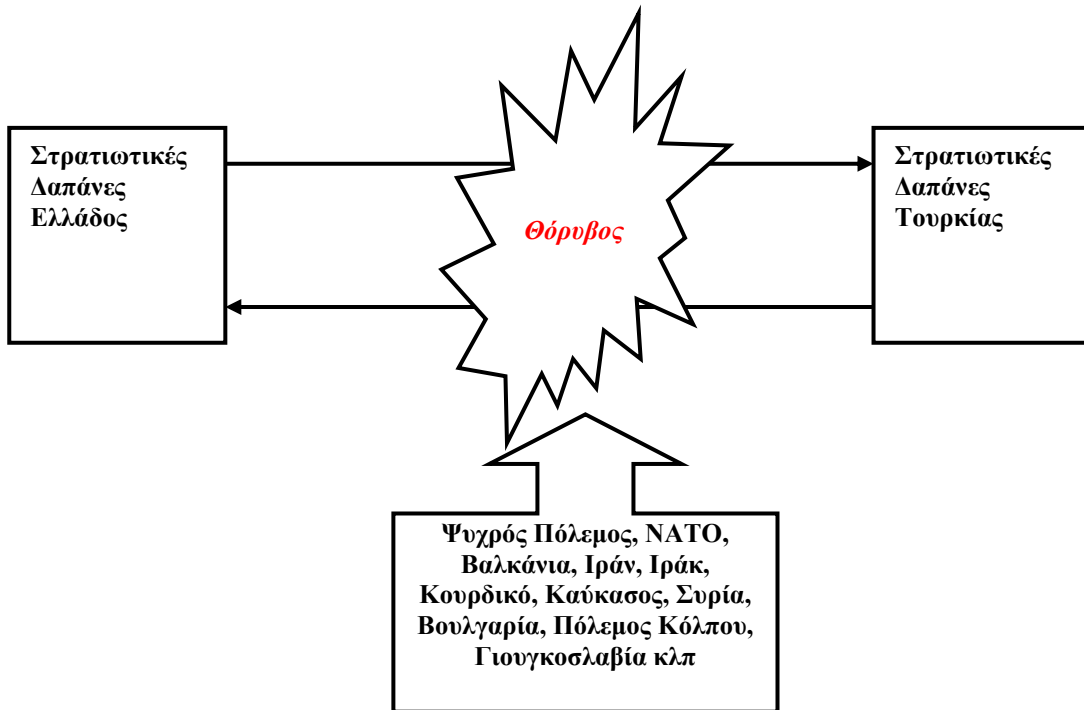 Στρατιωτικές
Δαπάνες
Ελλάδος
Θόρυβος
Στρατιωτικές
Δαπάνες
Τουρκίας
Ψυχρός Πόλεμος, ΝΑΤΟ,
Βαλκάνια, Ιράν, Ιράκ,
Κουρδικό, Καύκασος, Συρία,
Βουλγαρία, Πόλεμος Κόλπου,
Γιουγκοσλαβία κλπ